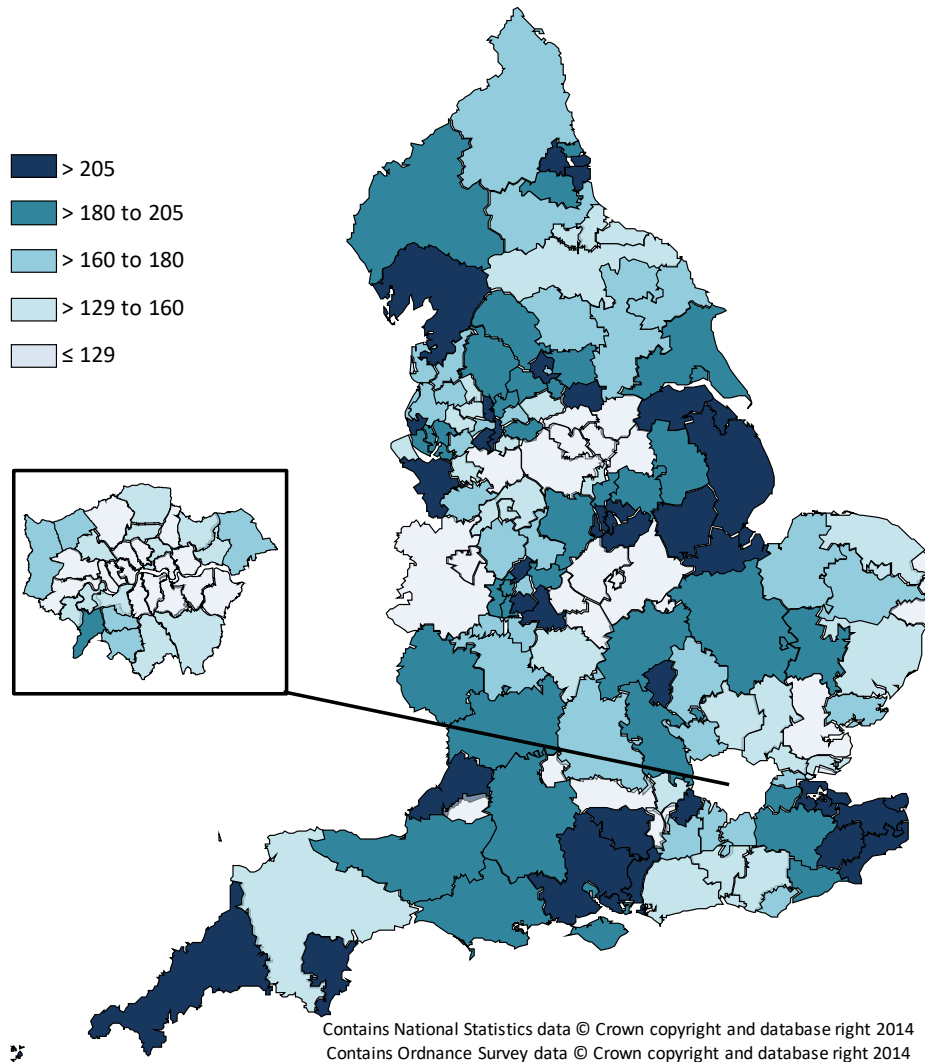 > 205
> 180 to 205
> 160 to 180
> 129 to 160
≤ 129
Contains National Statistics data © Crown copyright and database right 2014
Contains Ordnance Survey data © Crown copyright and database right 2014